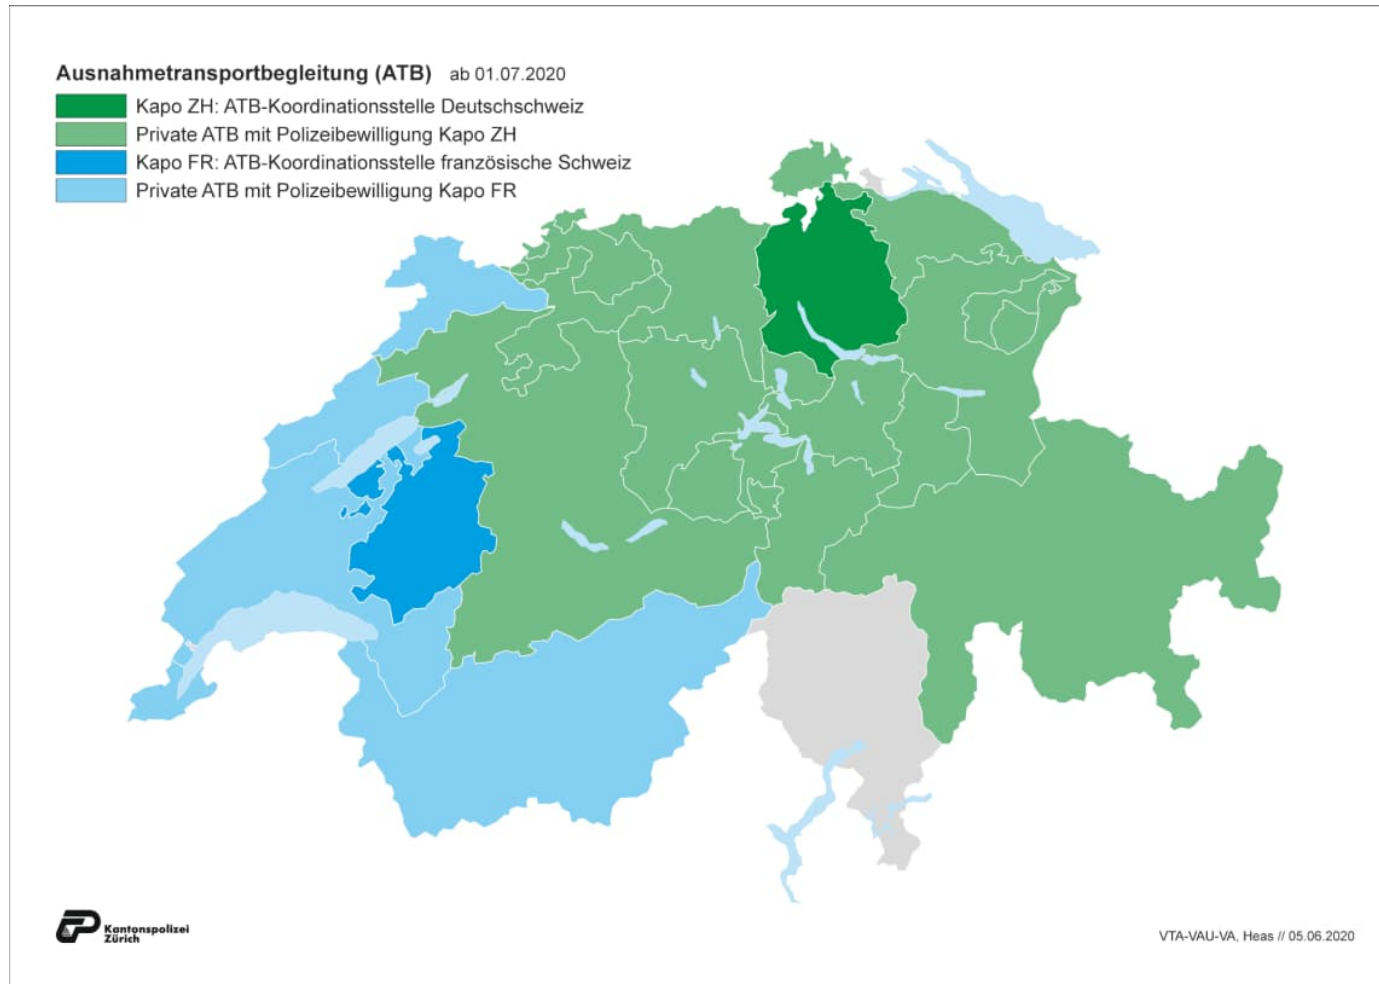 Ausnahmetransportbegleitung (ATB) ab 01.07.2020
Kapo ZH: ATB-Koordinationsstelle Deutschschweiz
Private ATB mit Polizeibewilligung Kapo ZH
Kapo FR: ATB-Koordinationsstelle französische Schweiz
Private ATB mit Polizeibewilligung Kapo FR
Kantonspolizei
Zürich
VTA-VAU-VA, Heas // 05.06.2020